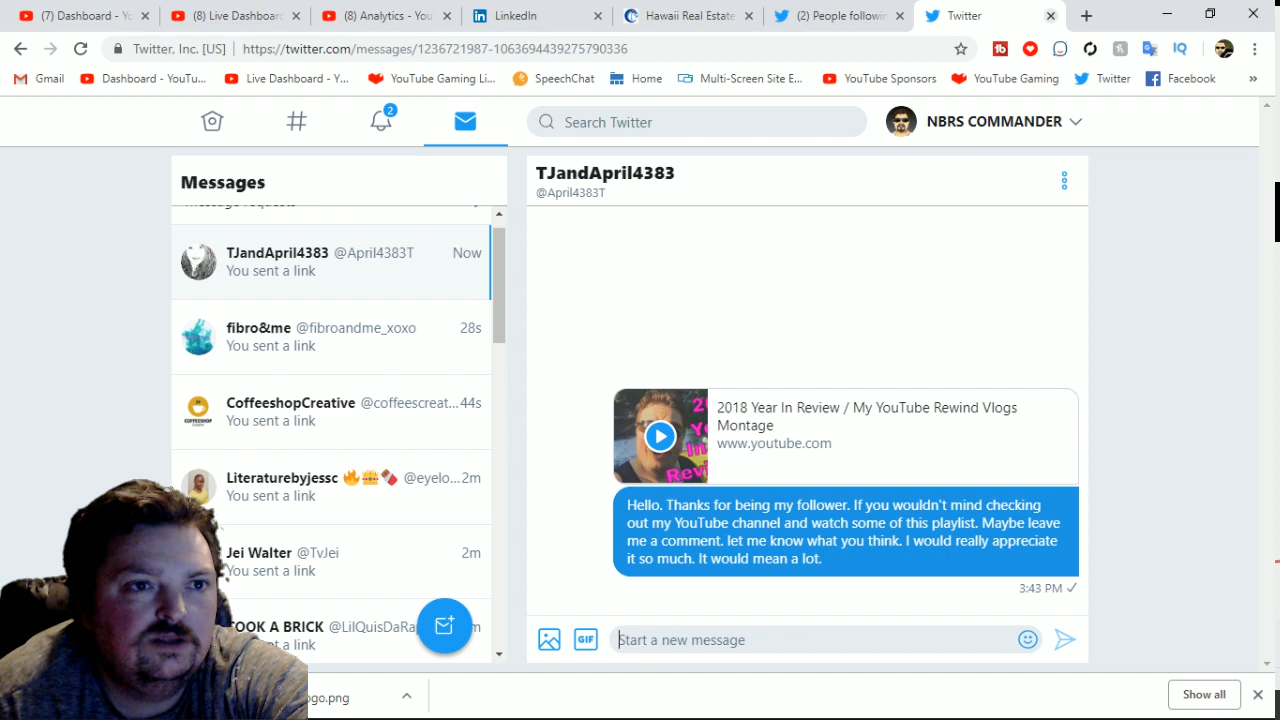 (7) Dashboard - Yo
(8) Live Dashboard
(8) Analytics - You
LinkedIn
Hawaii Real Estate
(2) People followin
Twitter
Twitter, Inc. [US] | https://twitter.com/messages/1236721987-1063694439275790336
Gmail
Dashboard - YouTu...
Live Dashboard - Y...
YouTube Gaming Li...
SpeechChat
Home
Multi-Screen Site E...
YouTube Sponsors
YouTube Gaming
Twitter
Facebook
»
2
Search Twitter
NBRS COMMANDER
Messages
TJandApril4383 @April4383T Now
You sent a link
fibro&me @fibroandme_xoxo 28s
You sent a link
CoffeeshopCreative @coffeescreat... 44s
You sent a link
Literaturebyjessc 🔥👑🍫 @eyelo... 2m
You sent a link
Jei Walter @TvJei 2m
You sent a link
TOOK A BRICK @LilQuisDaRa
sent a link
TJandApril4383
@April4383T
2018 Year In Review / My YouTube Rewind Vlogs
Montage
www.youtube.com
Hello. Thanks for being my follower. If you wouldn't mind checking
out my YouTube channel and watch some of this playlist. Maybe leave
me a comment. let me know what you think. I would really appreciate
it so much. It would mean a lot.
3:43 PM ✓
GIF
Start a new message
ogo.png
Show all